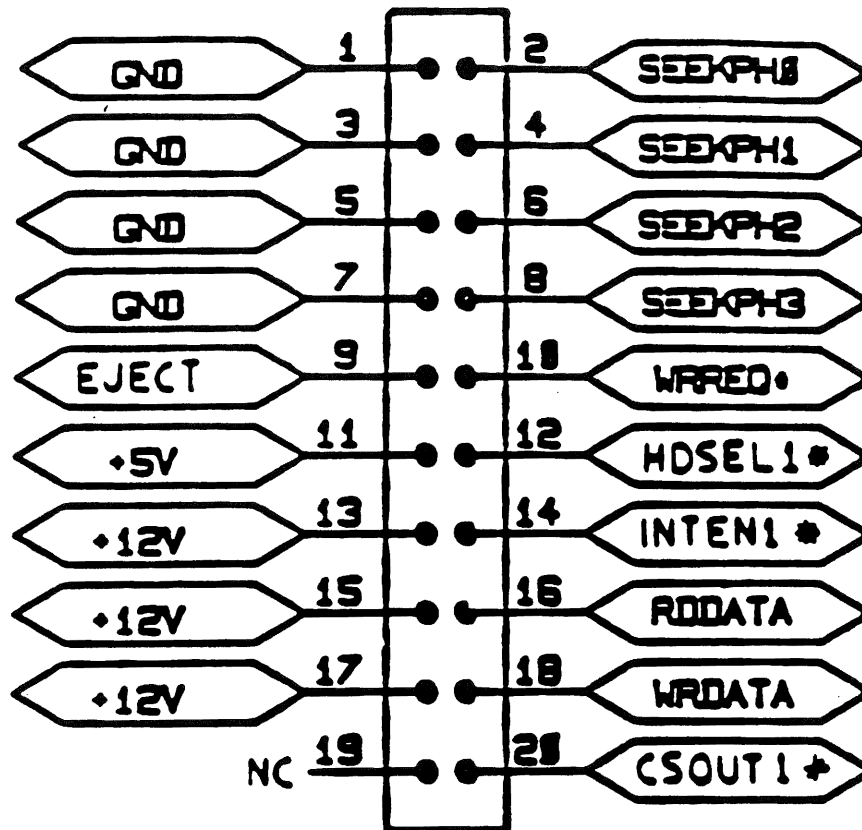 GND 1 2 SEEKPH0
GND 3 4 SEEKPH1
GND 5 6 SEEKPH2
GND 7 8 SEEKPH3
EJECT 9 10 WRREQ*
+5V 11 12 HDSEL1*
+12V 13 14 INTEN1*
+12V 15 16 RDDATA
+12V 17 18 WRDATA
NC 19 20 CSOUT1*